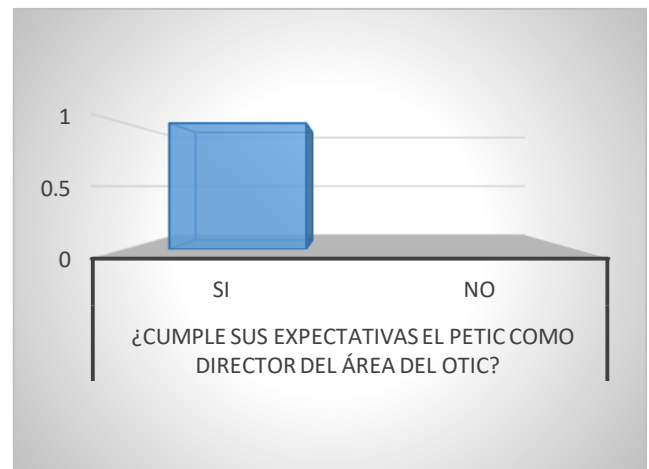 1
0.5
0
SI NO
¿CUMPLE SUS EXPECTATIVAS EL PETIC COMO
DIRECTOR DEL ÁREA DEL OTIC?